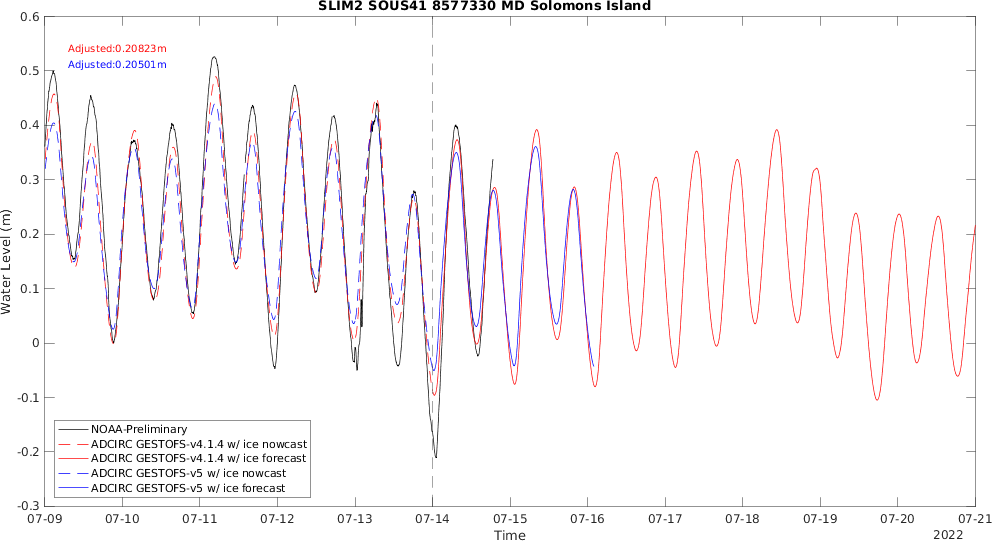 SLIM2 SOUS41 8577330 MD Solomons Island
0.6
Adjusted:0.20823m
Adjusted:0.20501m
0.5
0.4
0.3
0.2
0.1
0
-0.1
-0.2
-0.3
Water Level (m)
NOAA-Preliminary
ADCIRC GESTOFS-v4.1.4 w/ ice nowcast
ADCIRC GESTOFS-v4.1.4 w/ ice forecast
ADCIRC GESTOFS-v5 w/ ice nowcast
ADCIRC GESTOFS-v5 w/ ice forecast
07-09 07-10 07-11 07-12 07-13 07-14 07-15 07-16 07-17 07-18 07-19 07-20 07-21
Time
2022